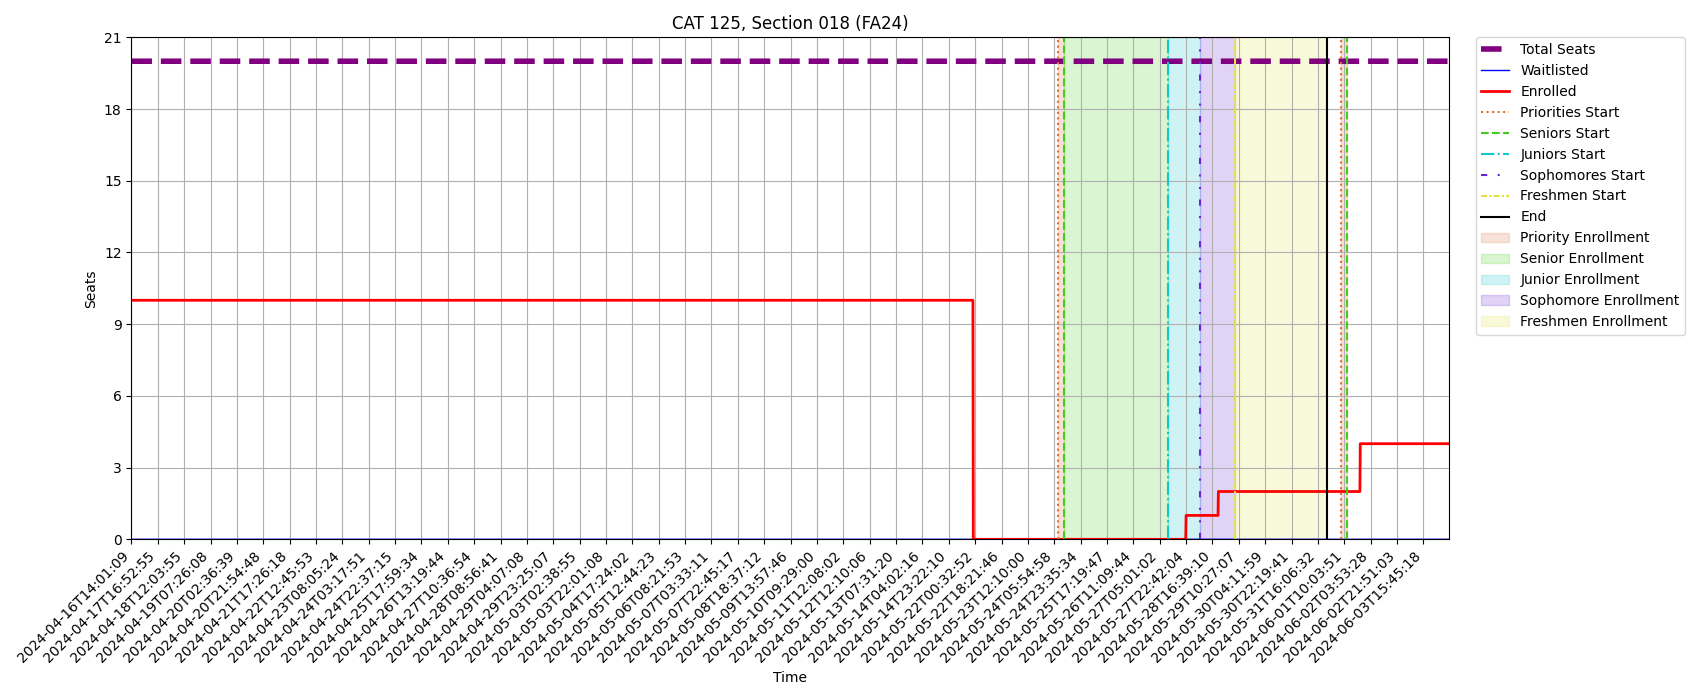 CAT 125, Section 018 (FA24)
21
18
15
12
9
6
3
0
Seats
2024-04-16T14:01:09
2024-04-17T16:52:55
2024-04-18T12:03:55
2024-04-19T07:26:08
2024-04-20T02:36:39
2024-04-20T21:54:48
2024-04-21T17:26:18
2024-04-22T12:45:53
2024-04-23T08:05:24
2024-04-24T03:17:51
2024-04-24T22:37:15
2024-04-25T17:59:34
2024-04-26T13:19:44
2024-04-27T10:36:54
2024-04-28T08:56:41
2024-04-29T04:07:08
2024-04-29T23:25:07
2024-05-03T02:38:55
2024-05-03T22:01:08
2024-05-04T17:24:02
2024-05-05T12:44:23
2024-05-06T08:21:53
2024-05-07T03:33:11
2024-05-07T22:45:17
2024-05-08T18:37:12
2024-05-09T13:57:46
2024-05-10T09:29:00
2024-05-11T12:08:02
2024-05-12T12:10:06
2024-05-13T07:31:20
2024-05-14T04:02:16
2024-05-14T23:22:10
2024-05-22T00:32:52
2024-05-22T18:21:46
2024-05-23T12:10:00
2024-05-24T05:54:58
2024-05-24T23:35:34
2024-05-25T17:19:47
2024-05-26T11:09:44
2024-05-27T05:01:02
2024-05-27T22:42:04
2024-05-28T16:39:10
2024-05-29T10:27:07
2024-05-30T04:11:59
2024-05-30T22:19:41
2024-05-31T16:06:32
2024-06-01T10:03:51
2024-06-02T03:53:28
2024-06-02T21:51:03
2024-06-03T15:45:18
Time
Total Seats
Waitlisted
Enrolled
Priorities Start
Seniors Start
Juniors Start
Sophomores Start
Freshmen Start
End
Priority Enrollment
Senior Enrollment
Junior Enrollment
Sophomore Enrollment
Freshmen Enrollment